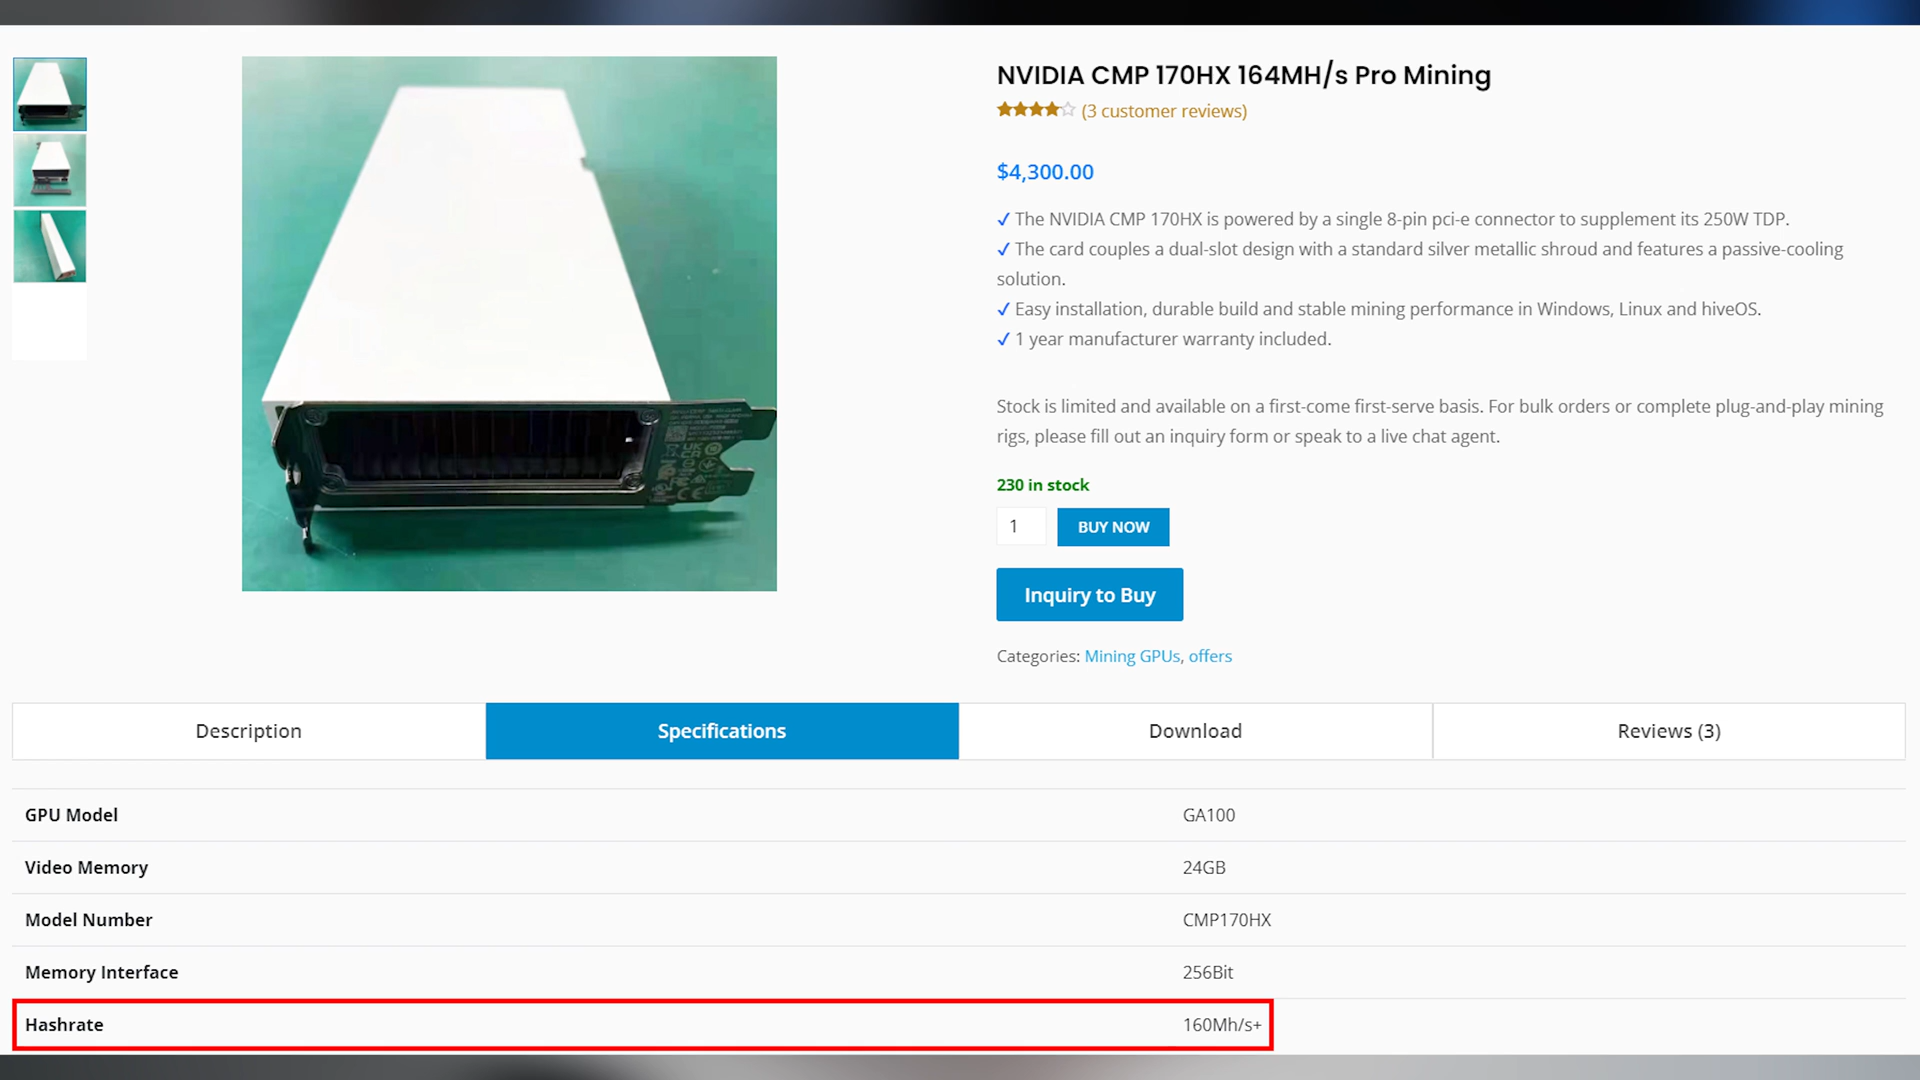 NVIDIA CMP 170HX 164MH/s Pro Mining
(3 customer reviews)
$4,300.00
✓ The NVIDIA CMP 170HX is powered by a single 8-pin pci-e connector to supplement its 250W TDP.
✓ The card couples a dual-slot design with a standard silver metallic shroud and features a passive-cooling
solution.
✓ Easy installation, durable build and stable mining performance in Windows, Linux and hiveOS.
✓ 1 year manufacturer warranty included.
Stock is limited and available on a first-come first-serve basis. For bulk orders or complete plug-and-play mining
rigs, please fill out an inquiry form or speak to a live chat agent.
230 in stock
1 BUY NOW
Inquiry to Buy
Categories: Mining GPUs, offers
Description Specifications Download Reviews (3)
GPU Model GA100
Video Memory 24GB
Model Number CMP170HX
Memory Interface 256Bit
Hashrate 160Mh/s+